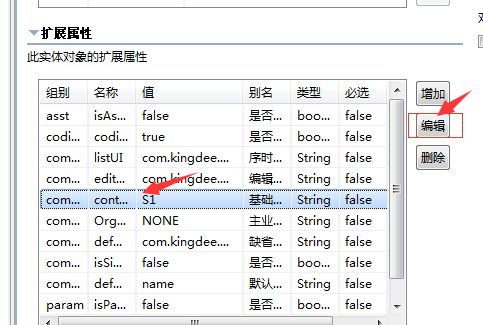 扩展属性
此实体对象的扩展属性
组别 名称 值 别名 类型 必选
增加
asst isAs... false 是否... boo... false
codi... codi... true 是否... boo... false
编辑
com... listUI com.kingdee.... 序时... String false
com... edit... com.kingdee.... 编辑... String false
删除
com... cont... S1 基础... String false
com... Org... NONE 主业... String false
com... def... com.kingdee.... 缺省... String false
com... isSi... false 是否... boo... false
com... def... name 默认... String false
param isPa... false 是否... boo... false